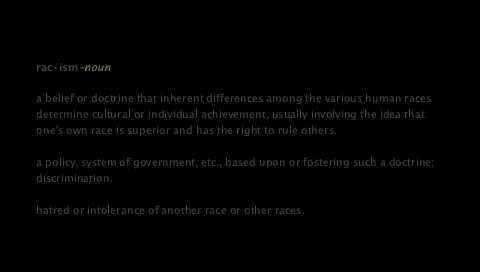 rac·ism–noun
a belief or doctrine that inherent differences among the various human races
determine cultural or individual achievement, usually involving the idea that
one's own race is superior and has the right to rule others.
a policy, system of government, etc., based upon or fostering such a doctrine;
discrimination.
hatred or intolerance of another race or other races.